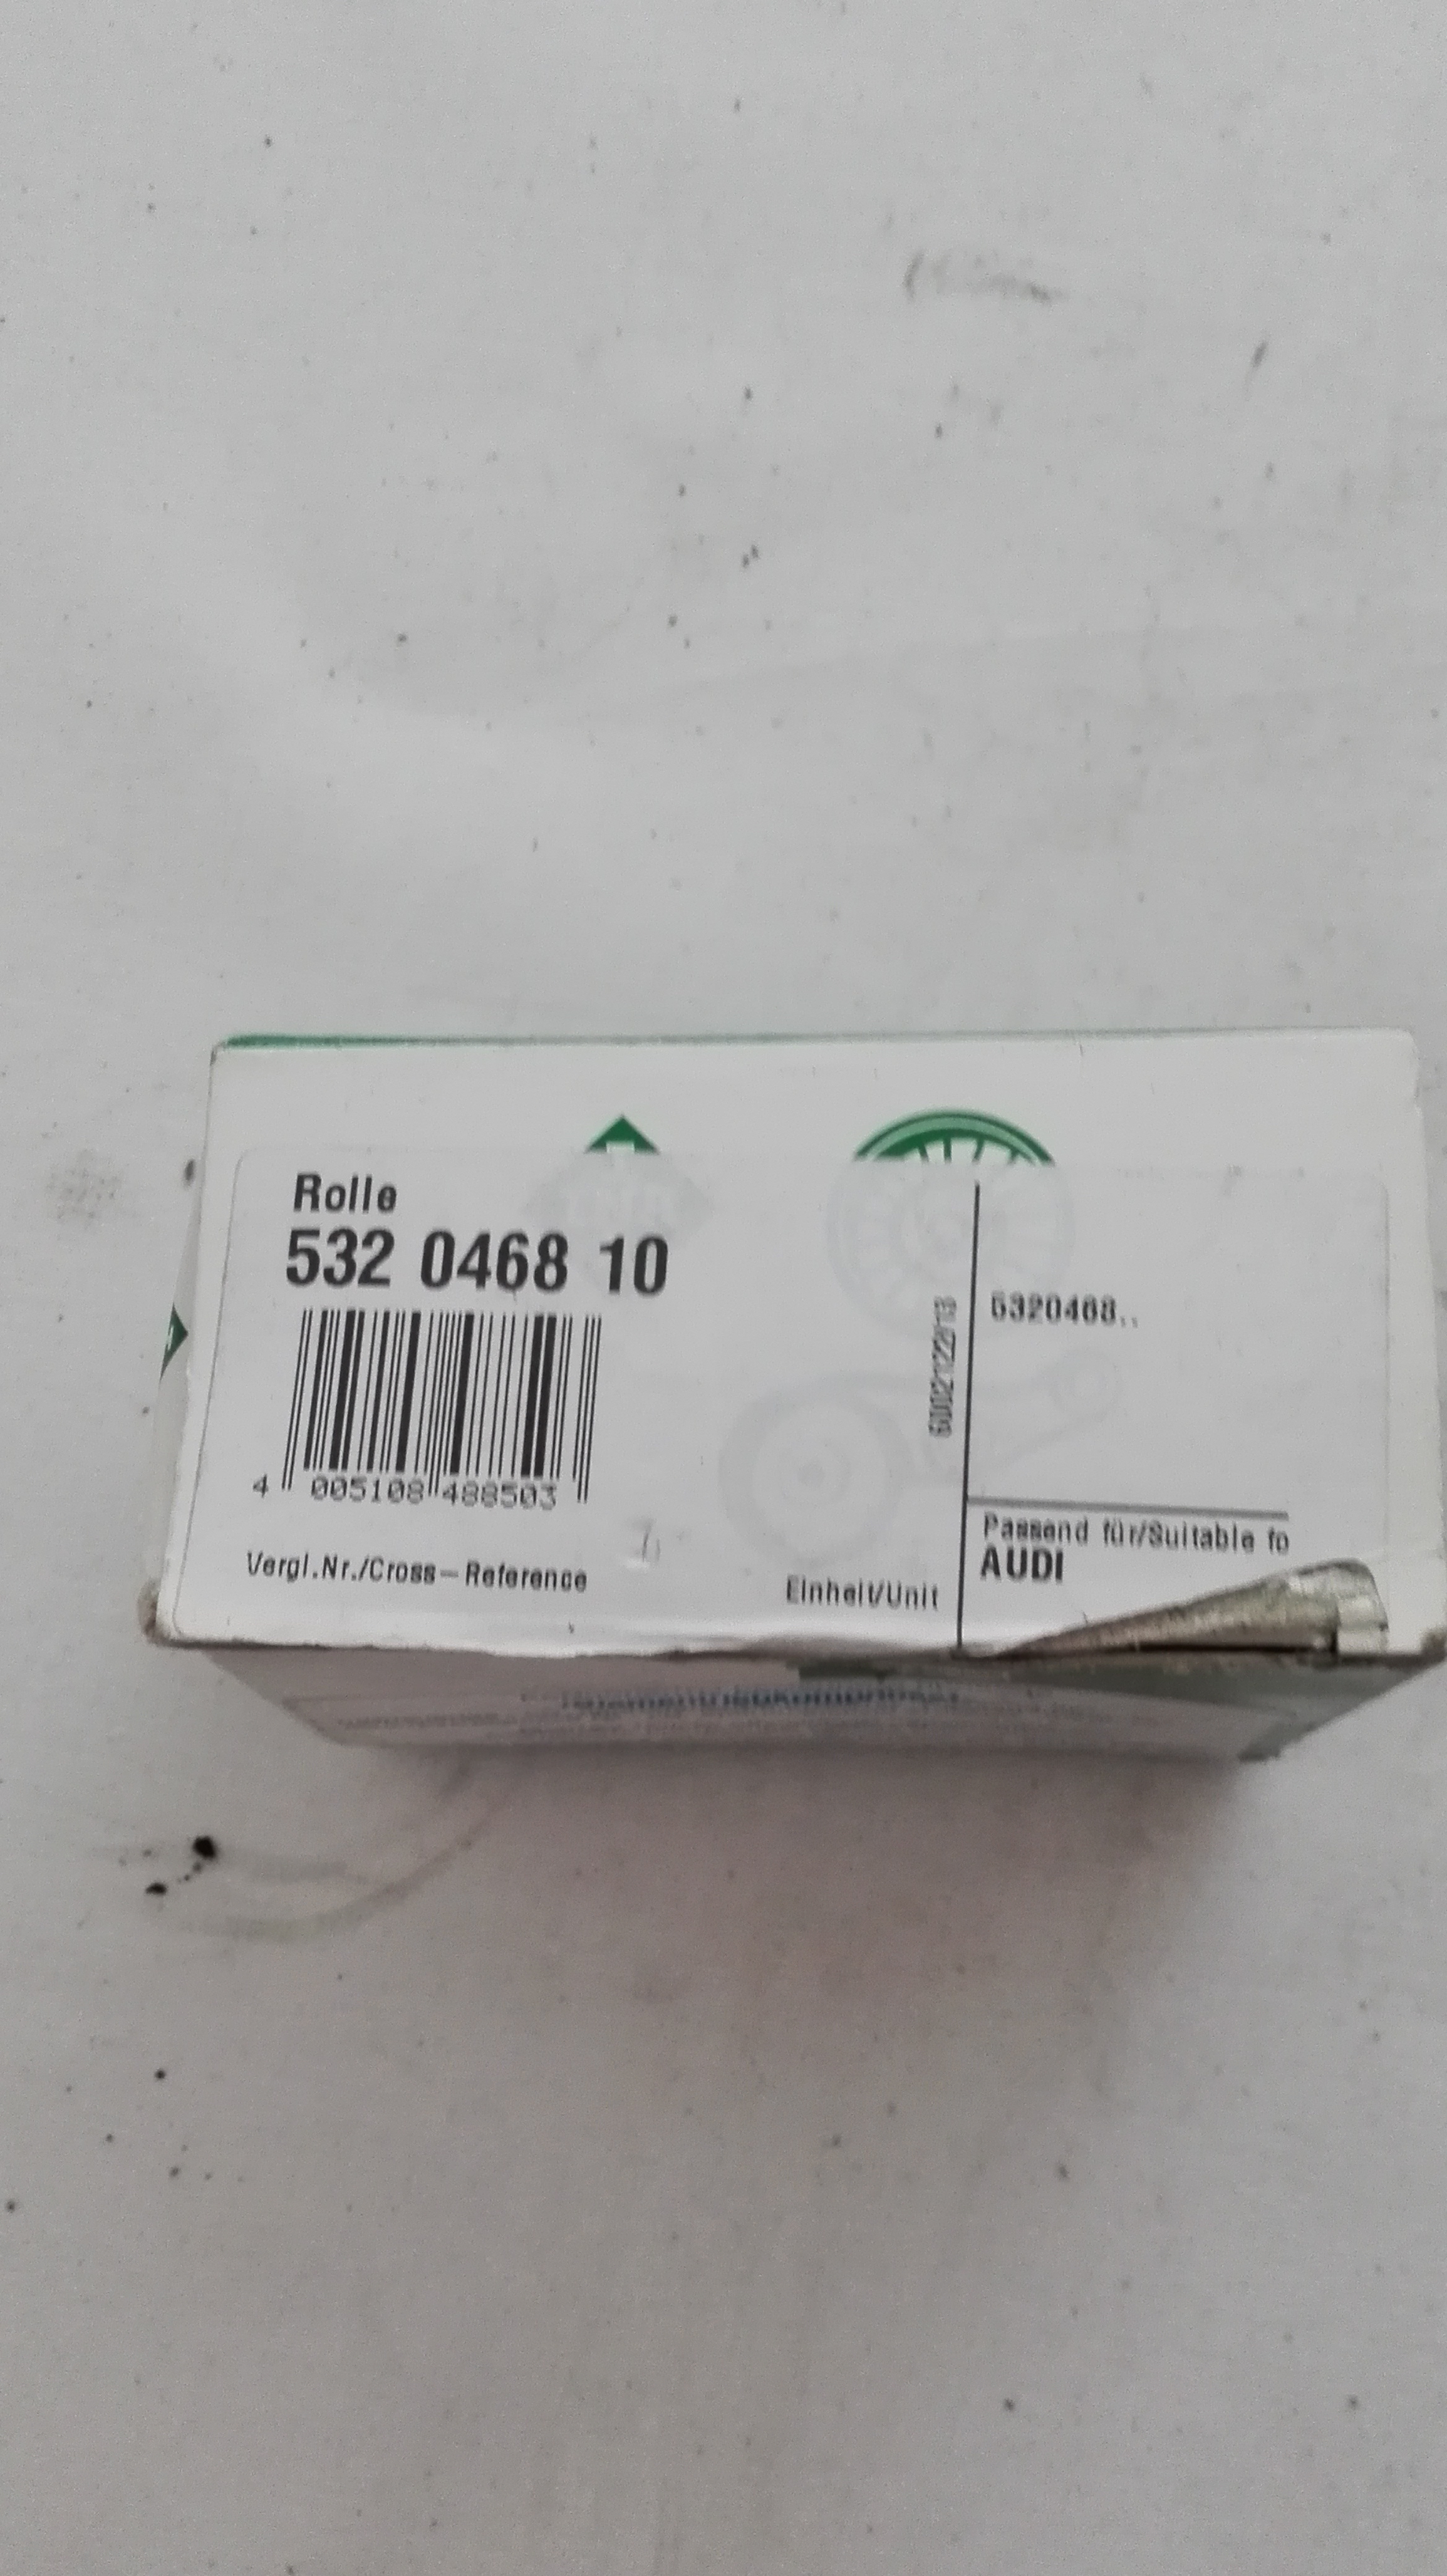 Rolle
532 0468 10
4 005108 488503
Vergl.Nr./Cross-Reference
Einheit/Unit
5320468..
Passend für/Suitable fo
AUDI